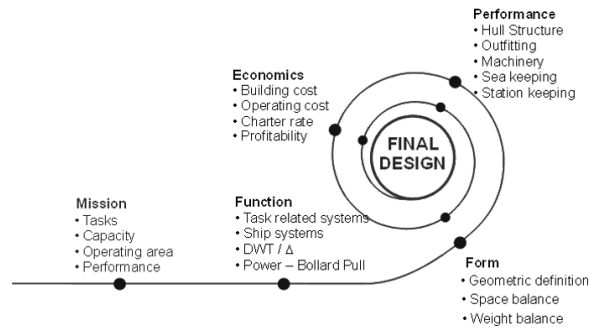 Performance
• Hull Structure
• Outfitting
• Machinery
• Sea keeping
• Station keeping
Economics
• Building cost
• Operating cost
• Charter rate
• Profitability
FINAL
DESIGN
Mission
• Tasks
• Capacity
• Operating area
• Performance
Function
• Task related systems
• Ship systems
• DWT / Δ
• Power – Bollard Pull
Form
• Geometric definition
• Space balance
• Weight balance